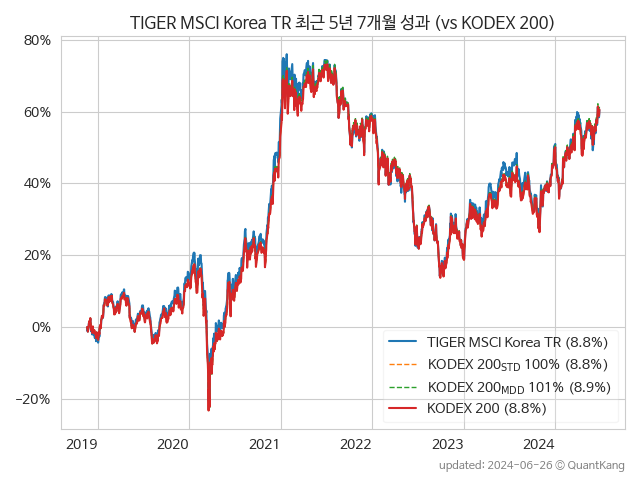 TIGER MSCI Korea TR 최근 5년 7개월 성과 (vs KODEX 200)
80%
60%
40%
20%
0%
−20%
TIGER MSCI Korea TR (8.8%)
KODEX 200STD 100% (8.8%)
KODEX 200MDD 101% (8.9%)
KODEX 200 (8.8%)
2019 2020 2021 2022 2023 2024
updated: 2024-06-26 © QuantKang